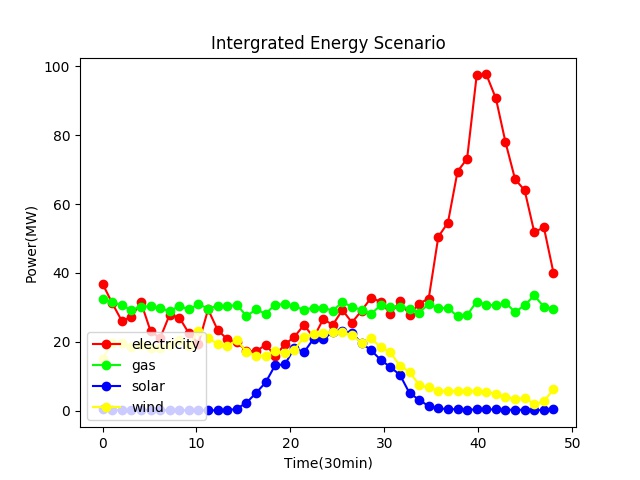 Intergrated Energy Scenario
Power(MW)
100
80
60
40
20
0
electricity
gas
solar
wind
0 10 20 30 40 50
Time(30min)